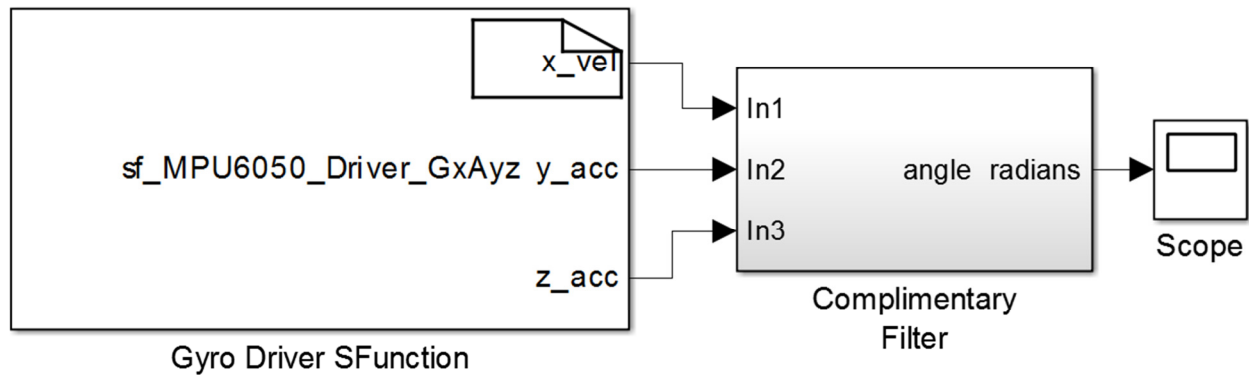 x_vel
sf_MPU6050_Driver_GxAyz y_acc
z_acc
Gyro Driver SFunction
In1
In2
In3
angle radians
Complimentary
Filter
Scope